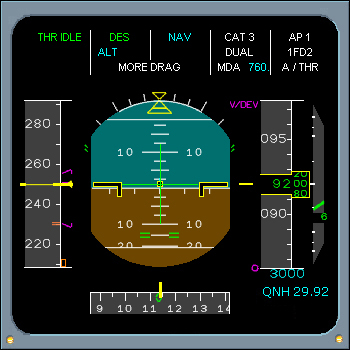 THR IDLE DES NAV CAT 3 AP 1
ALT DUAL 1FD2
MORE DRAG MDA 760. A / THR
V/DEV
280 095
10 10
260
20
9200
80
240
090 6
10 10
220
20 20
3000
QNH 29.92
9 10 11 12 13 14